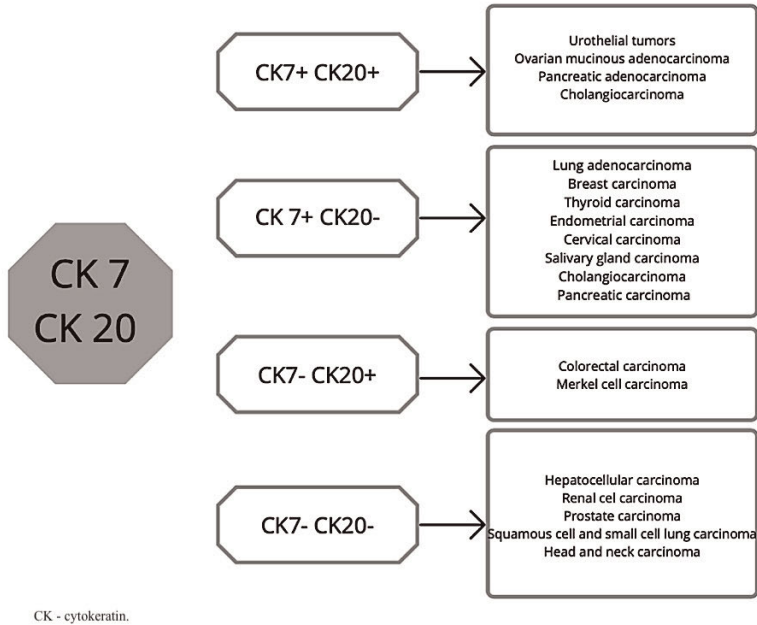 CK 7
CK 20
CK7+ CK20+
Urothelial tumors
Ovarian mucinous adenocarcinoma
Pancreatic adenocarcinoma
Cholangiocarcinoma
CK 7+ CK20-
Lung adenocarcinoma
Breast carcinoma
Thyroid carcinoma
Endometrial carcinoma
Cervical carcinoma
Salivary gland carcinoma
Cholangiocarcinoma
Pancreatic carcinoma
CK7- CK20+
Colorectal carcinoma
Merkel cell carcinoma
CK7- CK20-
Hepatocellular carcinoma
Renal cel carcinoma
Prostate carcinoma
Squamous cell and small cell lung carcinoma
Head and neck carcinoma
CK - cytokeratin.